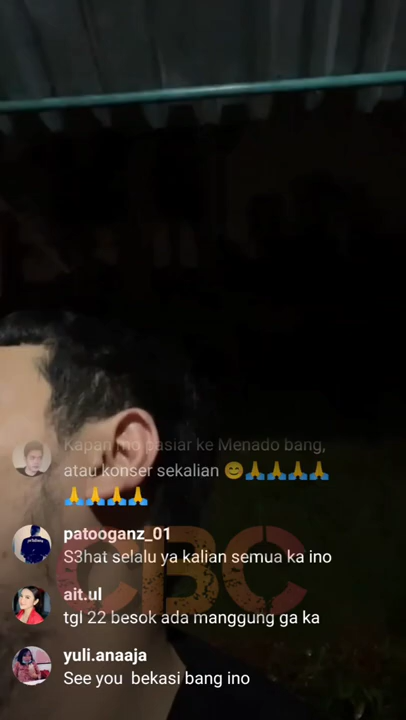 Kapan ino pasiar ke Menado bang,
atau konser sekalian 😊🙏🙏🙏🙏
🙏🙏🙏🙏
patooganz_01
S3hat selalu ya kalian semua ka ino
ait.ul
tgl 22 besok ada manggung ga ka
yuli.anaaja
See you bekasi bang ino
CBC